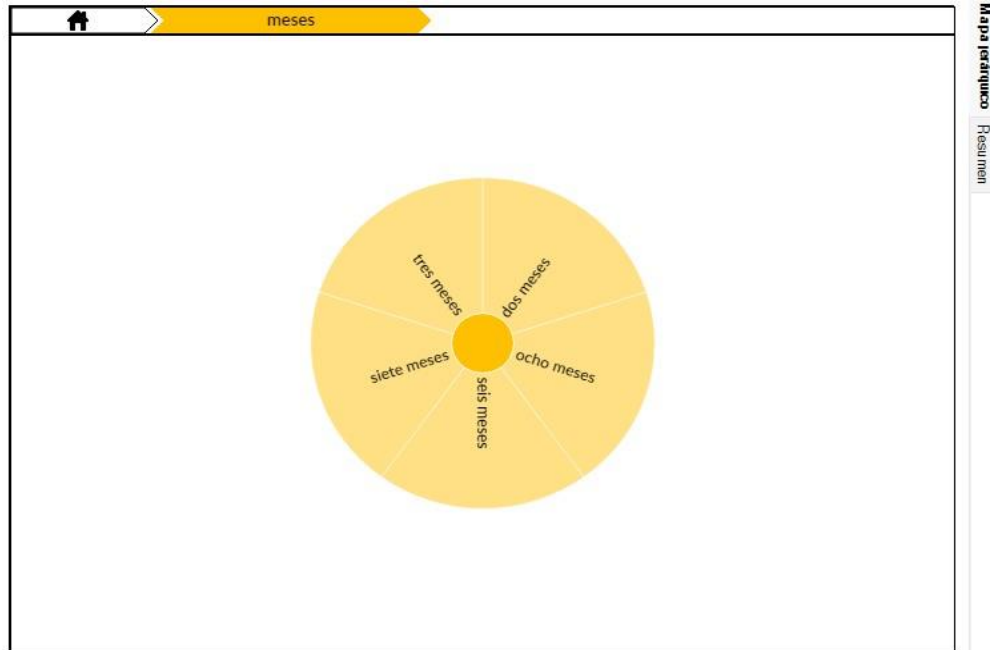 meses
Mapa jerárquico
Resumen
tres meses
dos meses
siete meses
ocho meses
seis meses